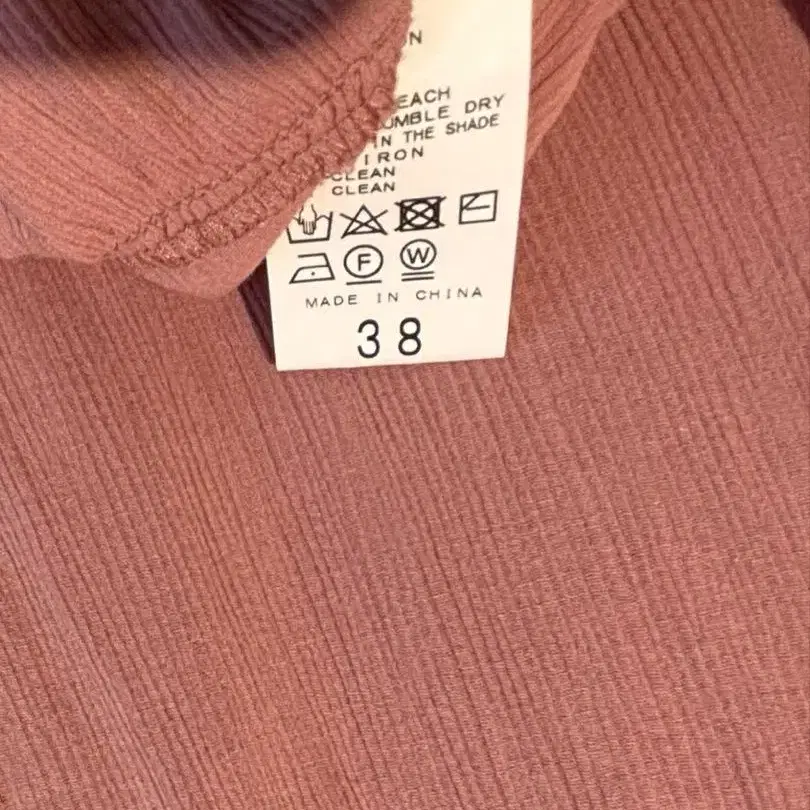 N
EACH
UMBLE DRY
IN THE SHADE
IRON
CLEAN
CLEAN
F W
MADE IN CHINA
38